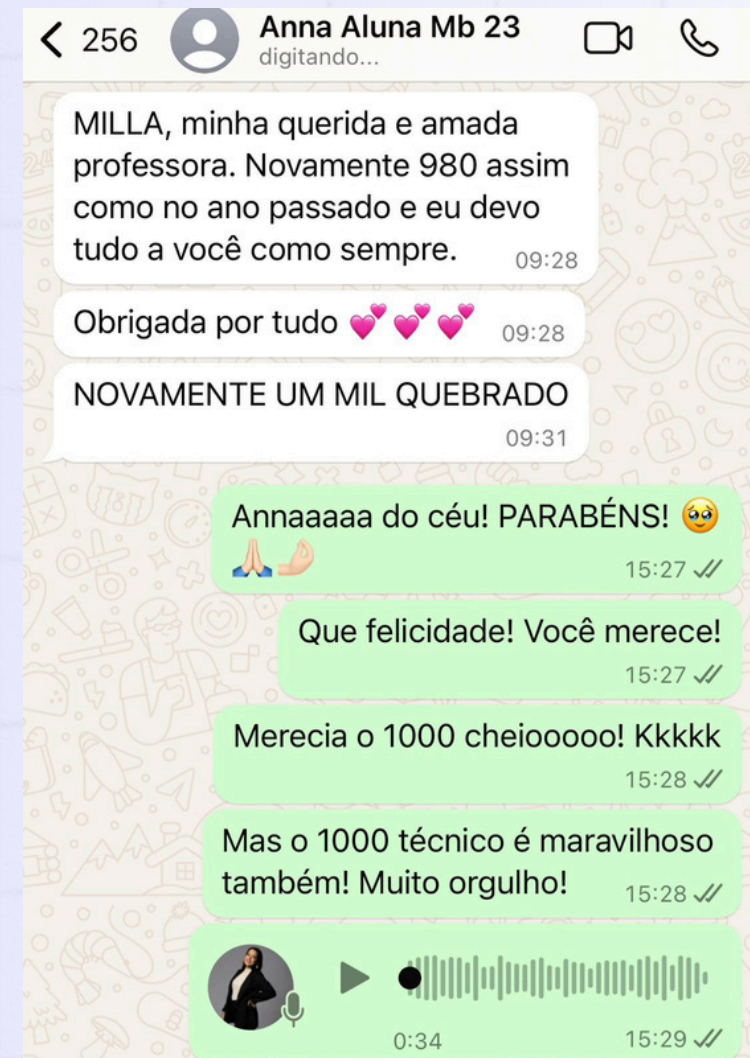 256
Anna Aluna Mb 23
digitando...
MILLA, minha querida e amada
professora. Novamente 980 assim
como no ano passado e eu devo
tudo a você como sempre.
09:28
Obrigada por tudo 💕 💕 💕
09:28
NOVAMENTE UM MIL QUEBRADO
09:31
Annaaaaa do céu! PARABÉNS! 🥹
🙏🏻👌🏻
15:27
Que felicidade! Você merece!
15:27
Merecia o 1000 cheiooooo! Kkkkk
15:28
Mas o 1000 técnico é maravilhoso
também! Muito orgulho!
15:28
0:34
15:29